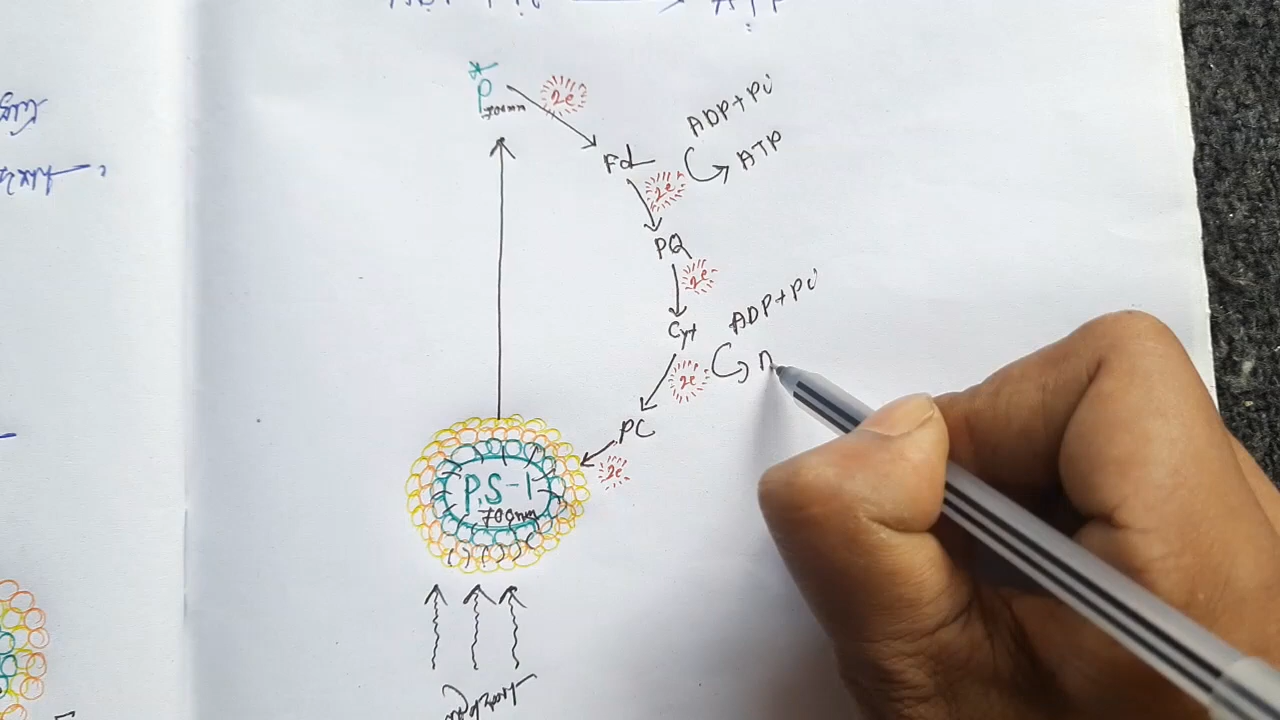 P*
700nm
2e
ADP+Pi
Fd
ATP
2e
PQ
2e
ADP+Pi
Cyt
2e
PC
2e
P,S-1
700nm